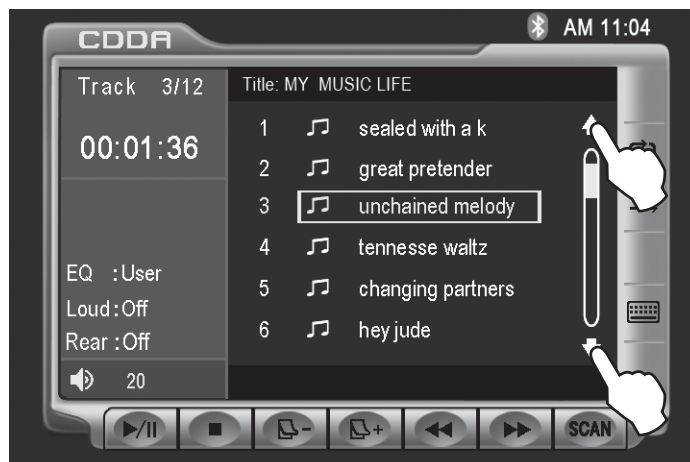 CDDA
AM 11:04
Track 3/12
00:01:36
EQ :User
Loud:Off
Rear :Off
20
Title: MY MUSIC LIFE
1 sealed with a k
2 great pretender
3 unchained melody
4 tennesse waltz
5 changing partners
6 hey jude
- + SCAN